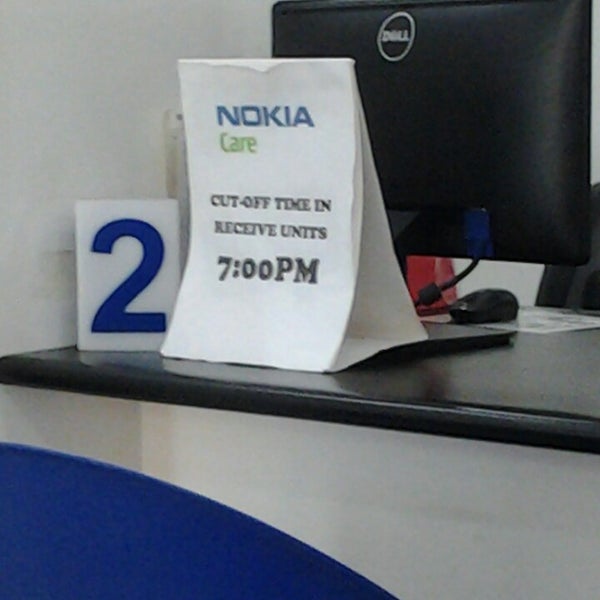 DELL
NOKIA
Care
CUT-OFF TIME IN
RECEIVE UNITS
7:00PM
2